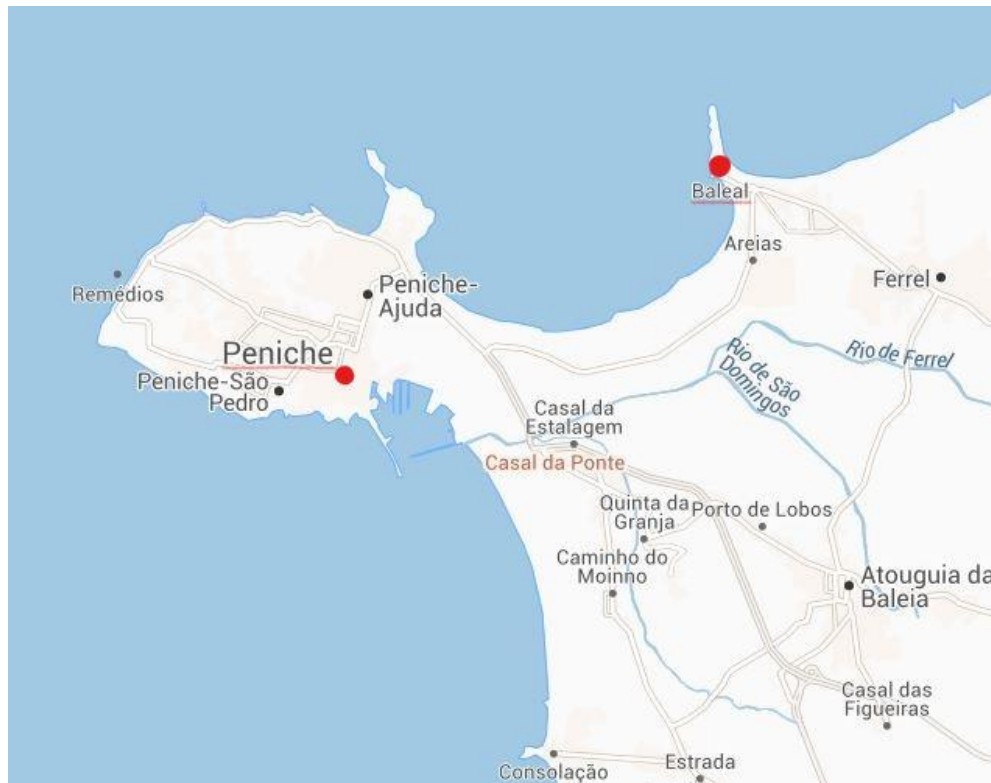 Baleal
Areias
Ferrel
Remédios
Peniche-
Ajuda
Peniche
Peniche-São
Pedro
Rio de Ferrel
Rio de São
Domingos
Casal da
Estalagem
Casal da Ponte
Quinta da
Granja
Porto de Lobos
Caminho do
Moinno
Atouguia da
Baleia
Casal das
Figueiras
Consolação
Estrada